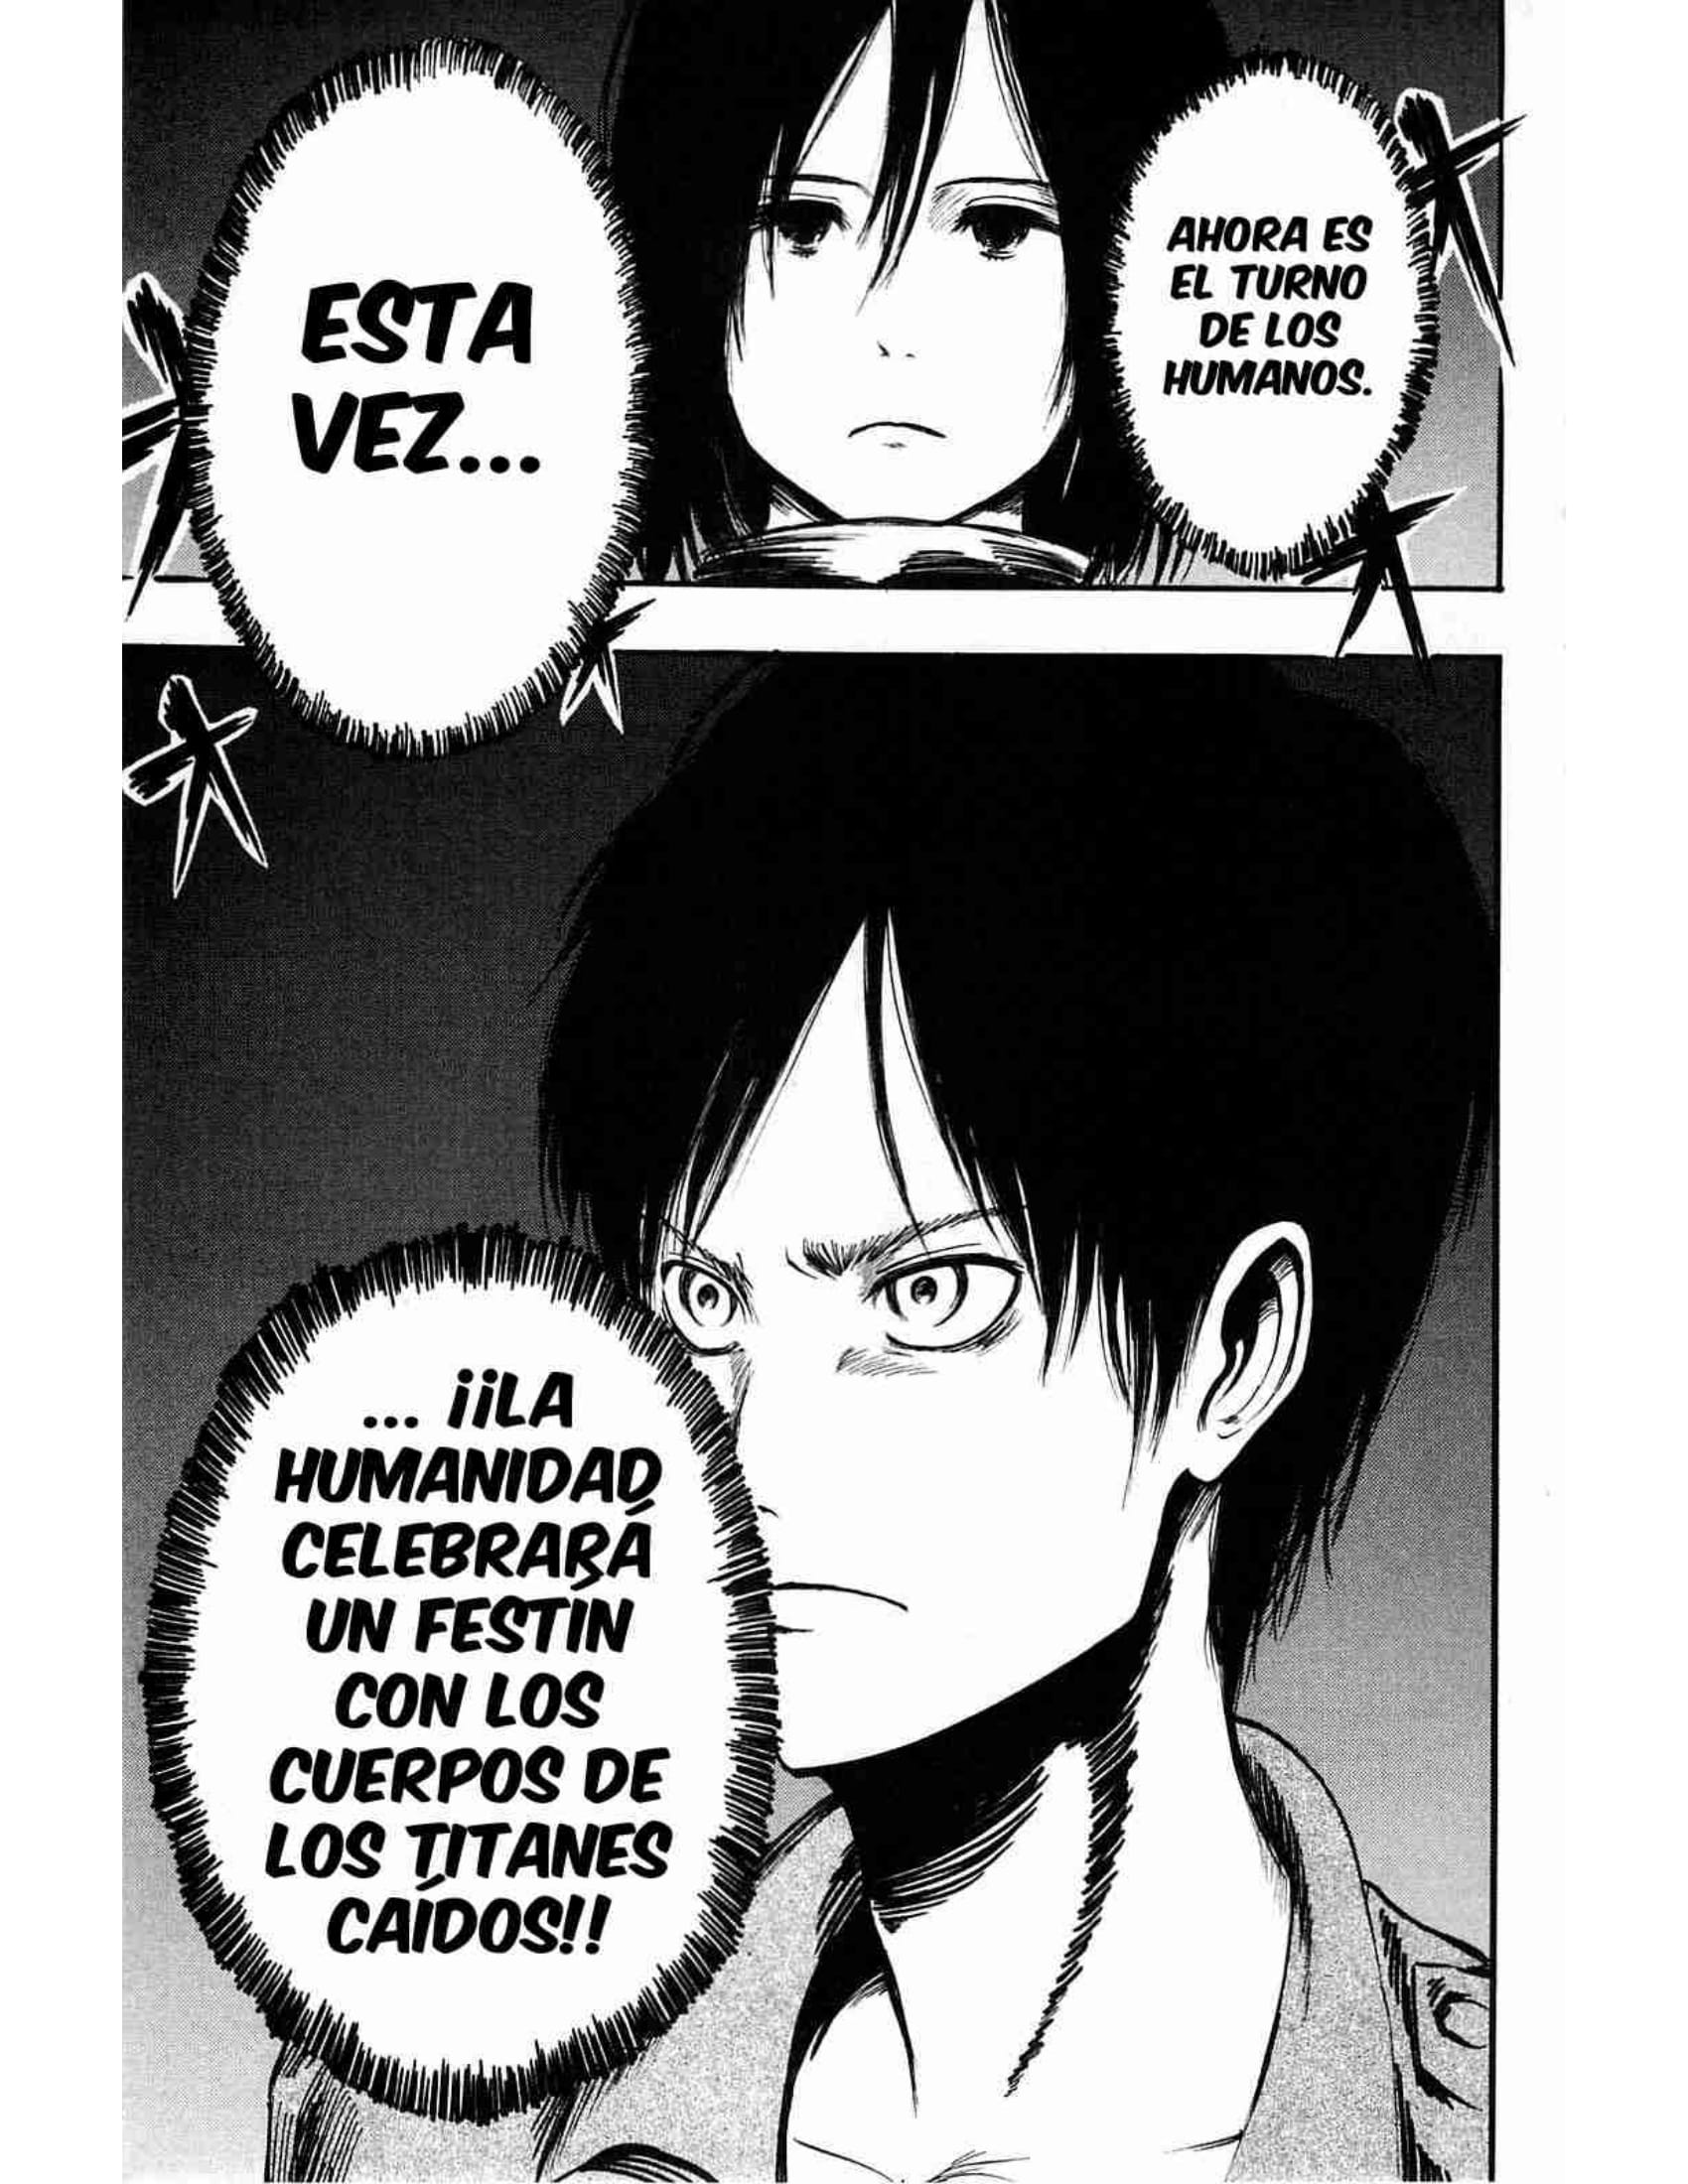 AHORA ES
EL TURNO
DE LOS
HUMANOS.
ESTA
VEZ...
... ¡¡LA
HUMANIDAD
CELEBRARÁ
UN FESTÍN
CON LOS
CUERPOS DE
LOS TITANES
CAÍDOS!!